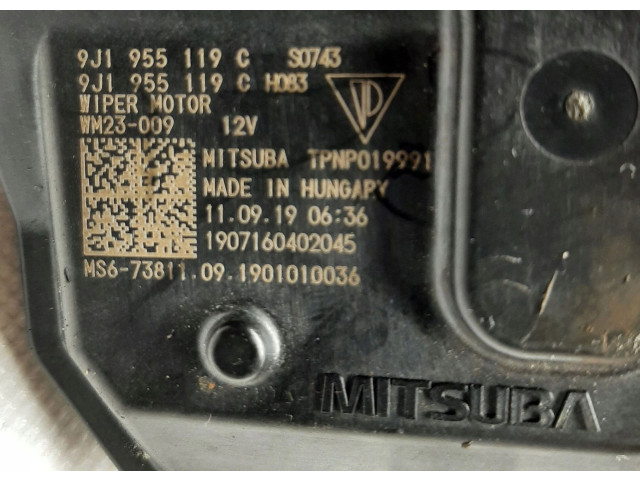 9J1 955 119 C S0743
9J1 955 119 C H083
WIPER MOTOR
WM23-009 12V
MITSUBA TPNP019991
MADE IN HUNGARY
11.09.19 06:36
1907160402045
MS6-73811.09.1901010036
MITSUBA